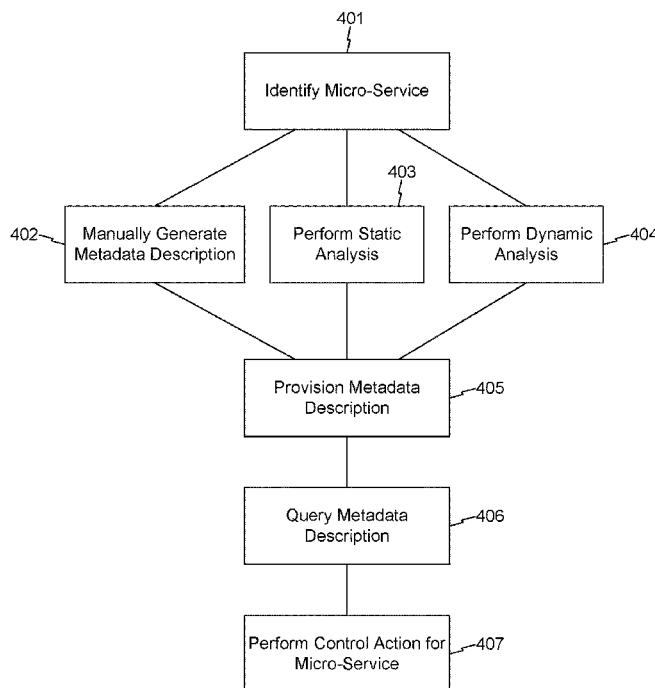 401
Identify Micro-Service
403
402
Manually Generate
Metadata Description
Perform Static
Analysis
Perform Dynamic
Analysis
404
Provision Metadata
Description
405
Query Metadata
Description
406
Perform Control Action for
Micro-Service
407